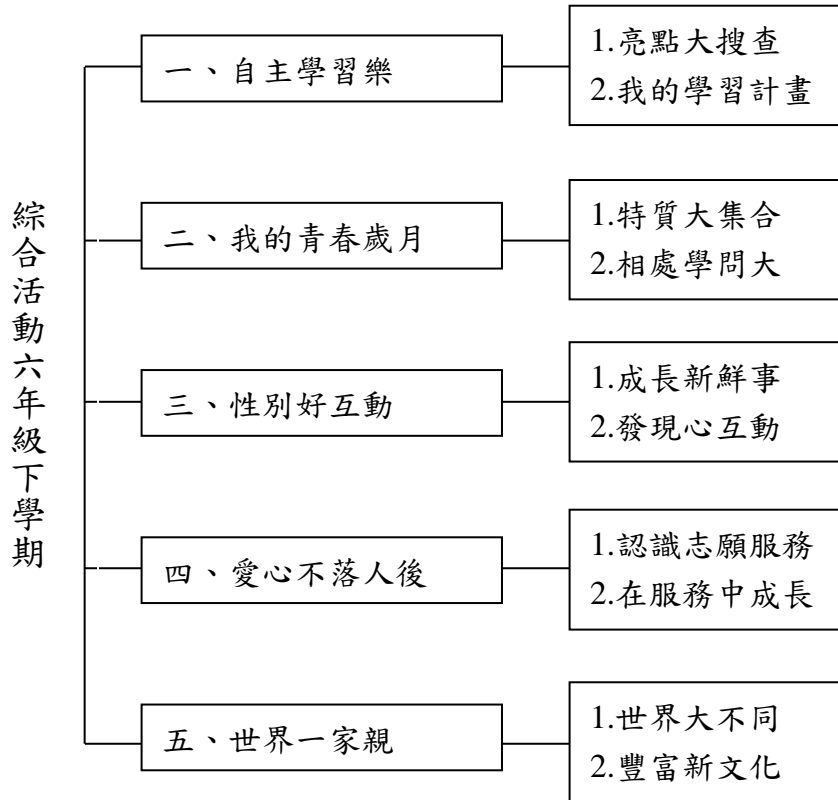 綜合活動六年級下學期
一、自主學習樂
1.亮點大搜查
2.我的學習計畫
二、我的青春歲月
1.特質大集合
2.相處學問大
三、性別好互動
1.成長新鮮事
2.發現心互動
四、愛心不落人後
1.認識志願服務
2.在服務中成長
五、世界一家親
1.世界大不同
2.豐富新文化